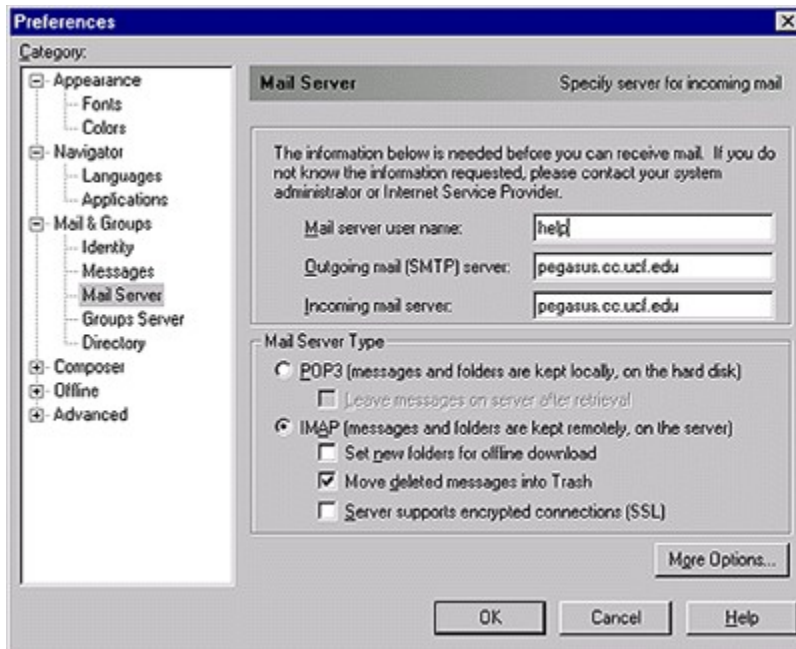 Preferences
Category:
Appearance
Fonts
Colors
Navigator
Languages
Applications
Mail & Groups
Identity
Messages
Mail Server
Groups Server
Directory
Composer
Offline
Advanced
Mail Server Specify server for incoming mail
The information below is needed before you can receive mail. If you do
not know the information requested, please contact your system
administrator or Internet Service Provider.
Mail server user name: help
Outgoing mail (SMTP) server: pegasus.cc.ucf.edu
Incoming mail server: pegasus.cc.ucf.edu
Mail Server Type
POP3 (messages and folders are kept locally, on the hard disk)
Leave messages on server after retrieval
IMAP (messages and folders are kept remotely, on the server)
Set new folders for offline download
Move deleted messages into Trash
Server supports encrypted connections (SSL)
More Options...
OK Cancel Help